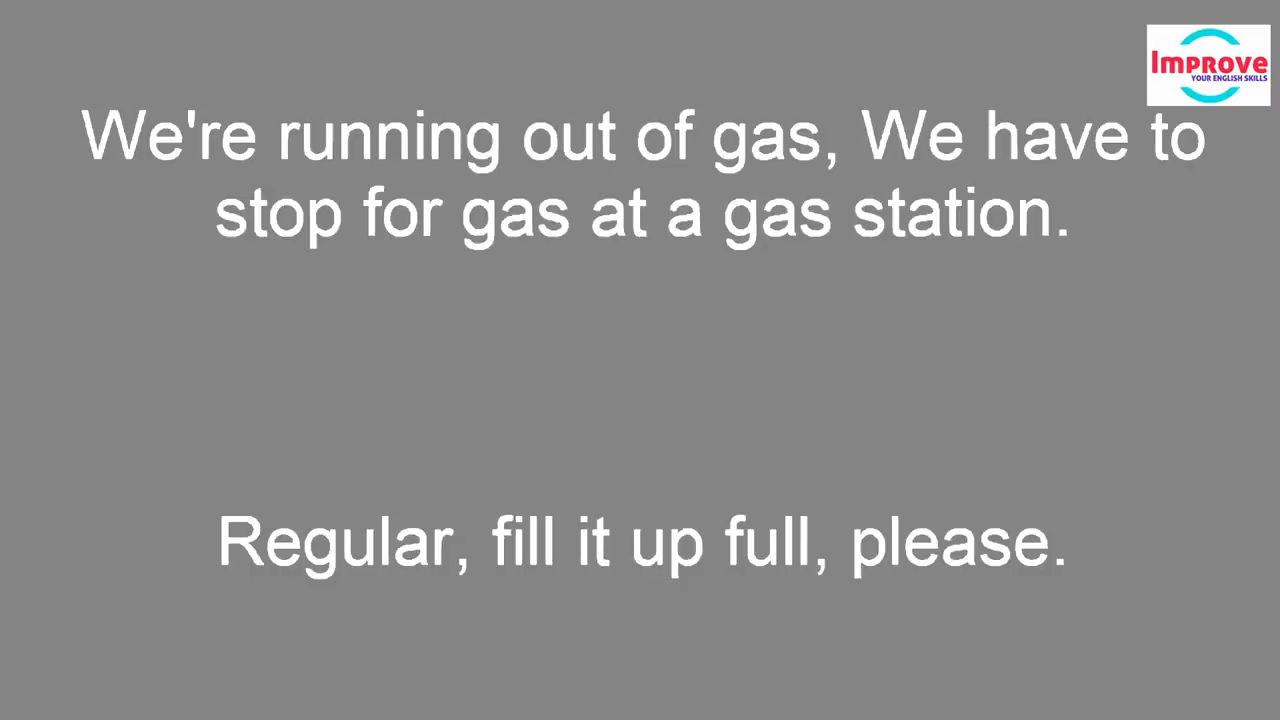 Improve
YOUR ENGLISH SKILLS
We're running out of gas, We have to
stop for gas at a gas station.
Regular, fill it up full, please.